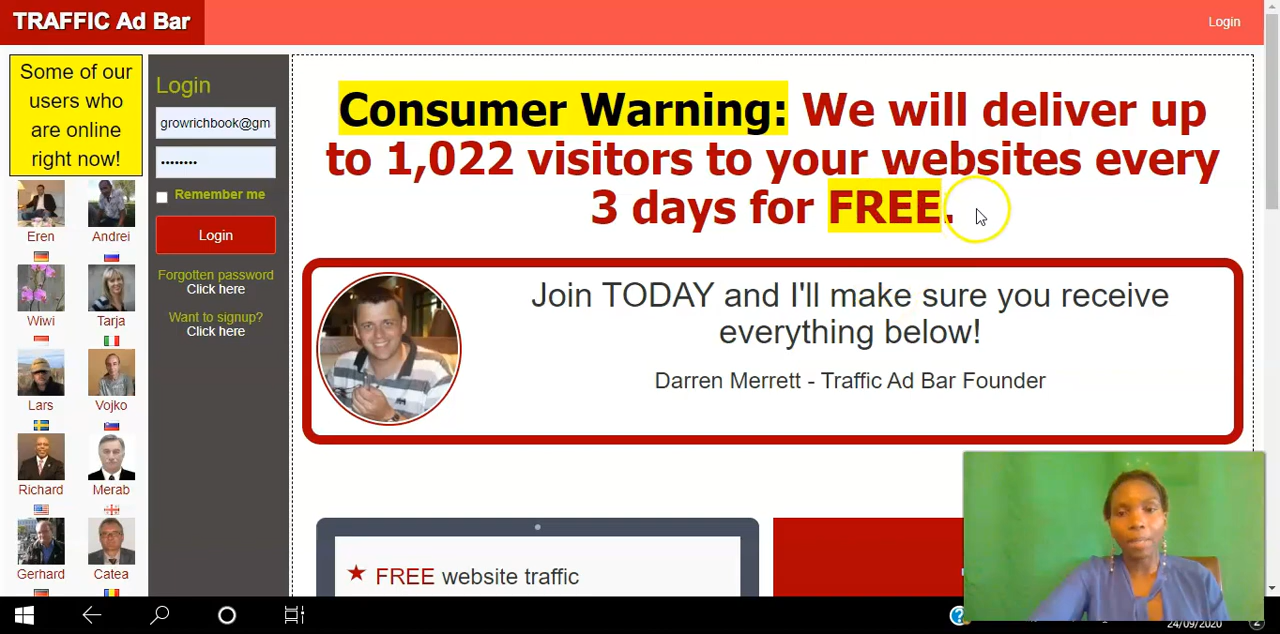 TRAFFIC Ad Bar
Login
Some of our
users who
are online
right now!
Eren
Andrei
Wiwi
Tarja
Lars
Vojko
Richard
Merab
Gerhard
Catea
Login
growrichbook@gm
••••••••
Remember me
Login
Forgotten password
Click here
Want to signup?
Click here
Consumer Warning: We will deliver up
to 1,022 visitors to your websites every
3 days for FREE.
Join TODAY and I'll make sure you receive
everything below!
Darren Merrett - Traffic Ad Bar Founder
FREE website traffic
24/09/2020